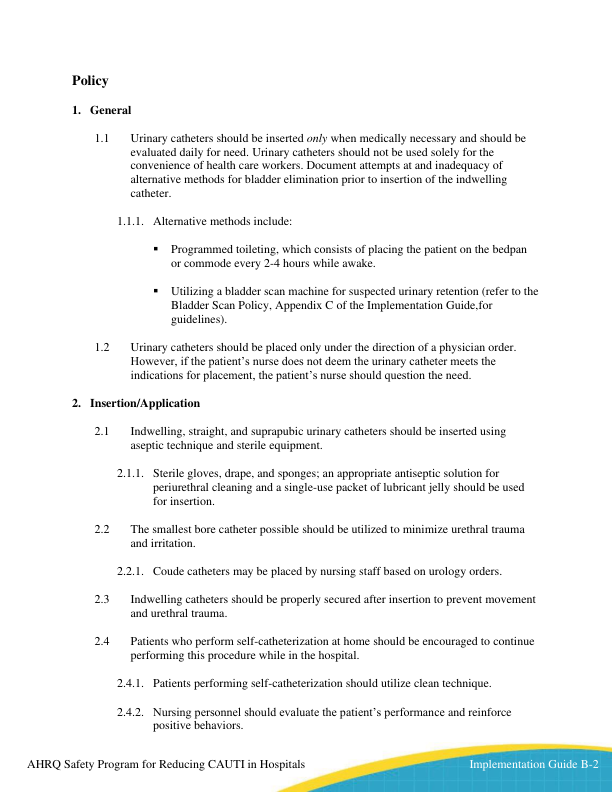 Policy
1. General
1.1 Urinary catheters should be inserted only when medically necessary and should be
evaluated daily for need. Urinary catheters should not be used solely for the
convenience of health care workers. Document attempts at and inadequacy of
alternative methods for bladder elimination prior to insertion of the indwelling
catheter.
1.1.1. Alternative methods include:
▪ Programmed toileting, which consists of placing the patient on the bedpan
or commode every 2-4 hours while awake.
▪ Utilizing a bladder scan machine for suspected urinary retention (refer to the
Bladder Scan Policy, Appendix C of the Implementation Guide,for
guidelines).
1.2 Urinary catheters should be placed only under the direction of a physician order.
However, if the patient’s nurse does not deem the urinary catheter meets the
indications for placement, the patient’s nurse should question the need.
2. Insertion/Application
2.1 Indwelling, straight, and suprapubic urinary catheters should be inserted using
aseptic technique and sterile equipment.
2.1.1. Sterile gloves, drape, and sponges; an appropriate antiseptic solution for
periurethral cleaning and a single-use packet of lubricant jelly should be used
for insertion.
2.2 The smallest bore catheter possible should be utilized to minimize urethral trauma
and irritation.
2.2.1. Coude catheters may be placed by nursing staff based on urology orders.
2.3 Indwelling catheters should be properly secured after insertion to prevent movement
and urethral trauma.
2.4 Patients who perform self-catheterization at home should be encouraged to continue
performing this procedure while in the hospital.
2.4.1. Patients performing self-catheterization should utilize clean technique.
2.4.2. Nursing personnel should evaluate the patient’s performance and reinforce
positive behaviors.
AHRQ Safety Program for Reducing CAUTI in Hospitals Implementation Guide B-2